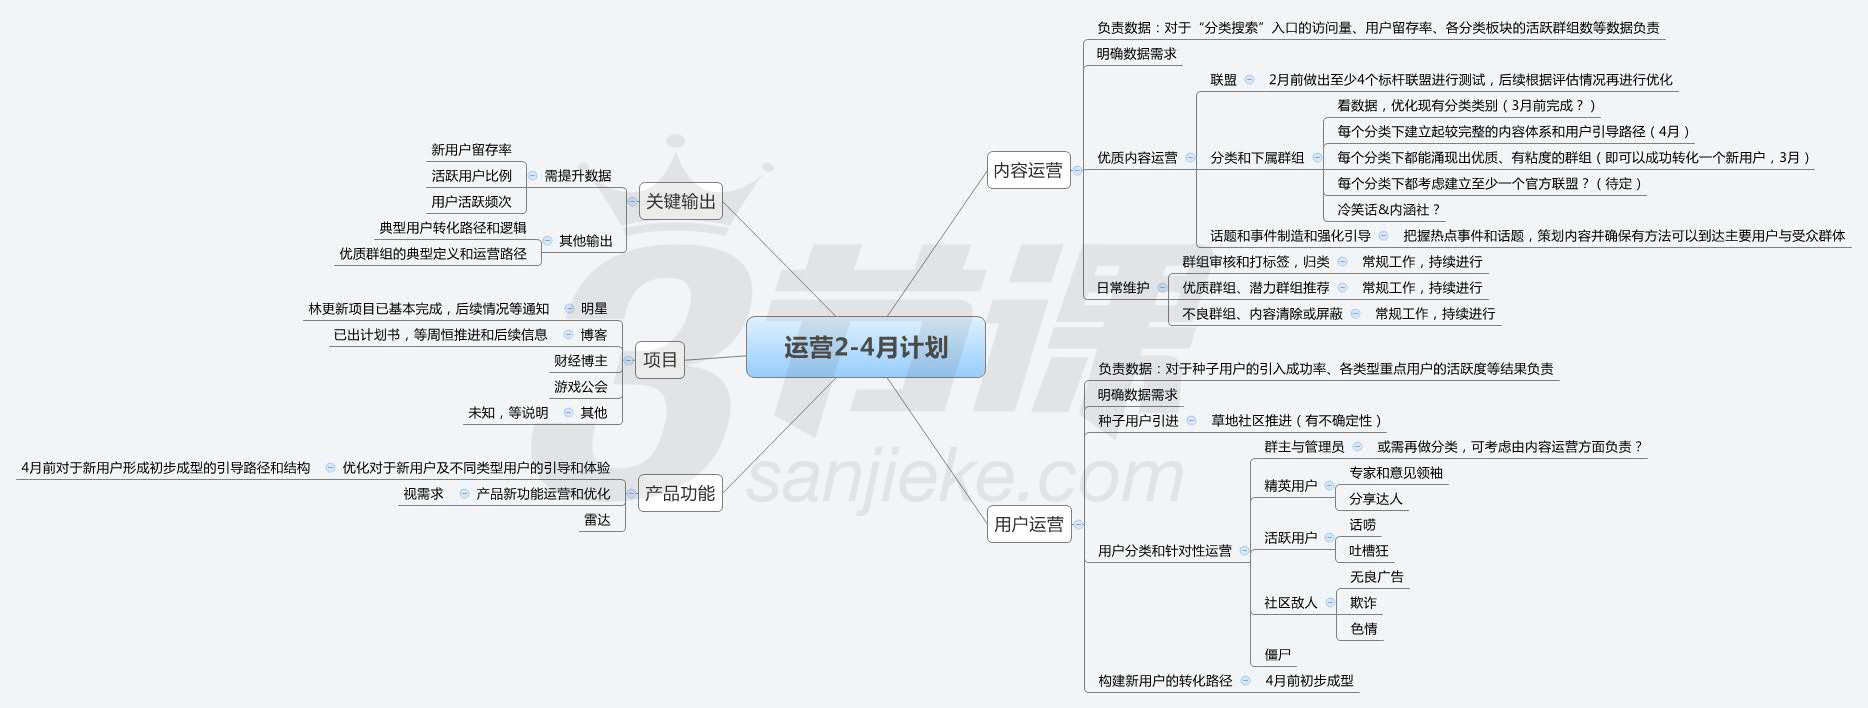 运营2-4月计划
内容运营
负责数据：对于“分类搜索”入口的访问量、用户留存率、各分类板块的活跃群组数等数据负责
明确数据需求
优质内容运营
联盟
2月前做出至少4个标杆联盟进行测试，后续根据评估情况再进行优化
分类和下属群组
看数据，优化现有分类类别（3月前完成？）
每个分类下建立起较完整的内容体系和用户引导路径（4月）
每个分类下都能涌现出优质、有粘度的群组（即可以成功转化一个新用户，3月）
每个分类下都考虑建立至少一个官方联盟？（待定）
冷笑话&内涵社？
话题和事件制造和强化引导
把握热点事件和话题，策划内容并确保有方法可以到达主要用户与受众群体
日常维护
群组审核和打标签，归类
常规工作，持续进行
优质群组、潜力群组推荐
常规工作，持续进行
不良群组、内容清除或屏蔽
常规工作，持续进行
用户运营
负责数据：对于种子用户的引入成功率、各类型重点用户的活跃度等结果负责
明确数据需求
种子用户引进
草地社区推进（有不确定性）
用户分类和针对性运营
群主与管理员
或需再做分类，可考虑由内容运营方面负责？
精英用户
专家和意见领袖
分享达人
活跃用户
话唠
吐槽狂
社区敌人
无良广告
欺诈
色情
僵尸
构建新用户的转化路径
4月前初步成型
关键输出
需提升数据
新用户留存率
活跃用户比例
用户活跃频次
其他输出
典型用户转化路径和逻辑
优质群组的典型定义和运营路径
项目
明星
林更新项目已基本完成，后续情况等通知
博客
已出计划书，等周恒推进和后续信息
财经博主
游戏公会
其他
未知，等说明
产品功能
优化对于新用户及不同类型用户的引导和体验
4月前对于新用户形成初步成型的引导路径和结构
产品新功能运营和优化
视需求
雷达
3节课
sanjieke.com